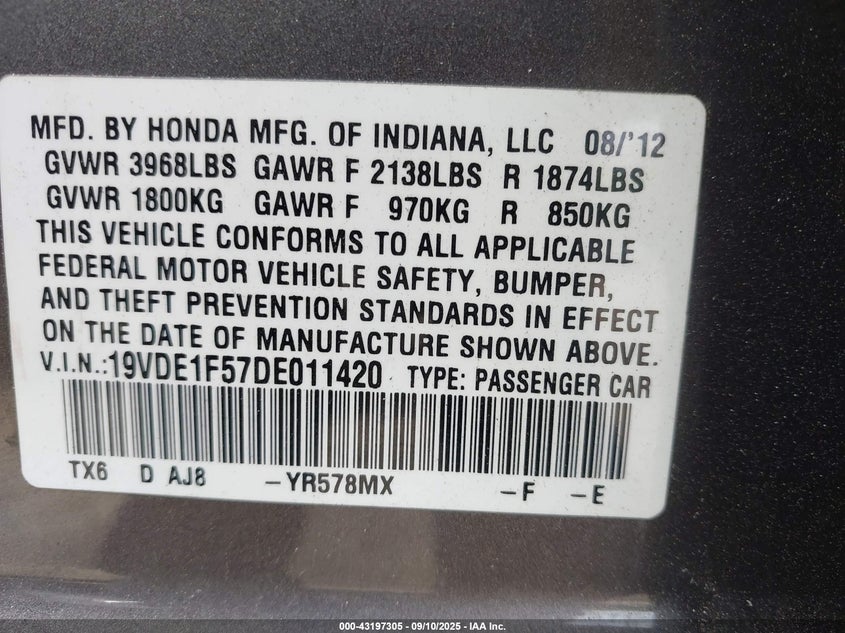 MFD. BY HONDA MFG. OF INDIANA, LLC 08/'12
GVWR 3968LBS GAWR F 2138LBS R 1874LBS
GVWR 1800KG GAWR F 970KG R 850KG
THIS VEHICLE CONFORMS TO ALL APPLICABLE
FEDERAL MOTOR VEHICLE SAFETY, BUMPER,
AND THEFT PREVENTION STANDARDS IN EFFECT
ON THE DATE OF MANUFACTURE SHOWN ABOVE.
V.I.N.:19VDE1F57DE011420 TYPE: PASSENGER CAR
TX6 D AJ8 -YR578MX -F -E
000-43197305 - 09/10/2025 - IAA Inc.